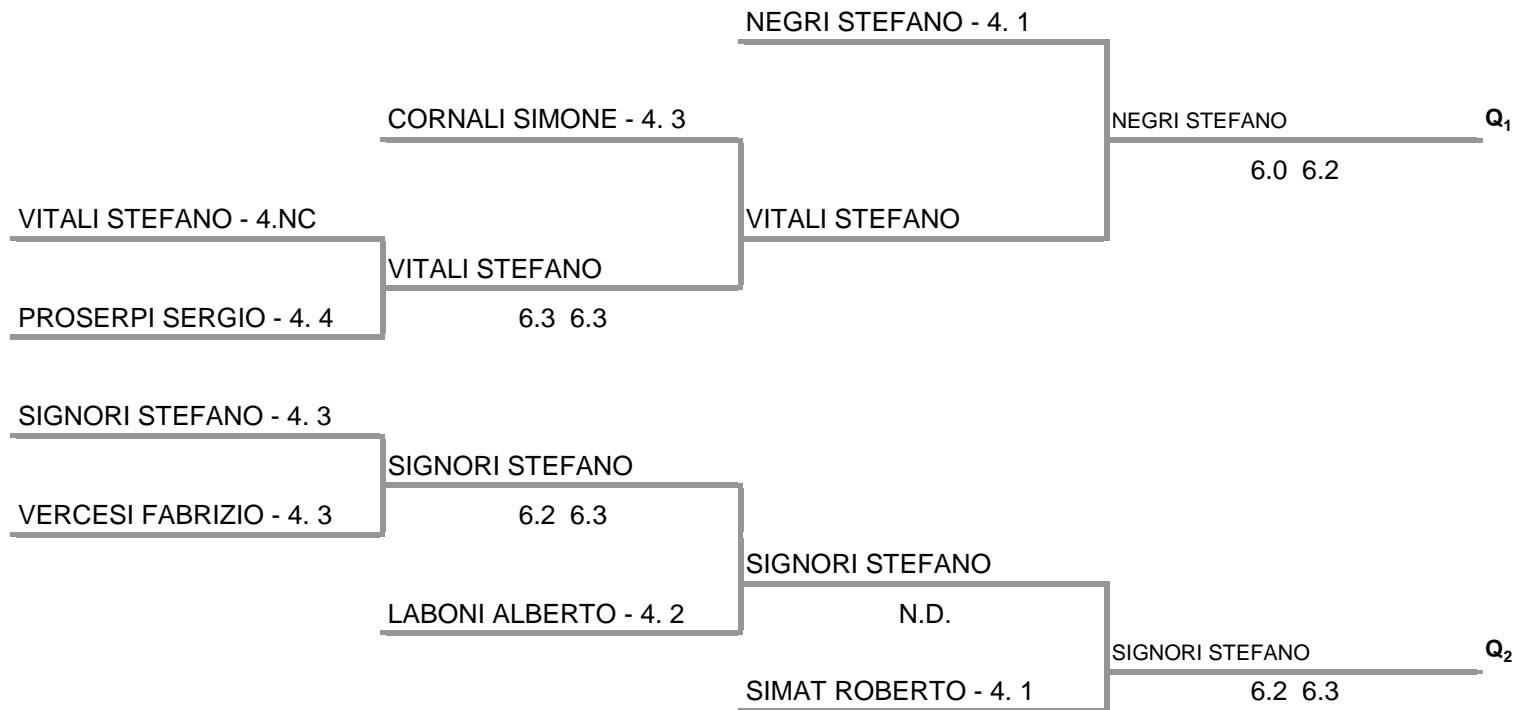 NEGRI STEFANO - 4. 1
CORNALI SIMONE - 4. 3
NEGRI STEFANO
Q1
6.0 6.2
VITALI STEFANO - 4.NC
VITALI STEFANO
VITALI STEFANO
PROSERPI SERGIO - 4. 4
6.3 6.3
SIGNORI STEFANO - 4. 3
SIGNORI STEFANO
VERCESI FABRIZIO - 4. 3
6.2 6.3
SIGNORI STEFANO
LABONI ALBERTO - 4. 2
N.D.
SIGNORI STEFANO
Q2
SIMAT ROBERTO - 4. 1
6.2 6.3